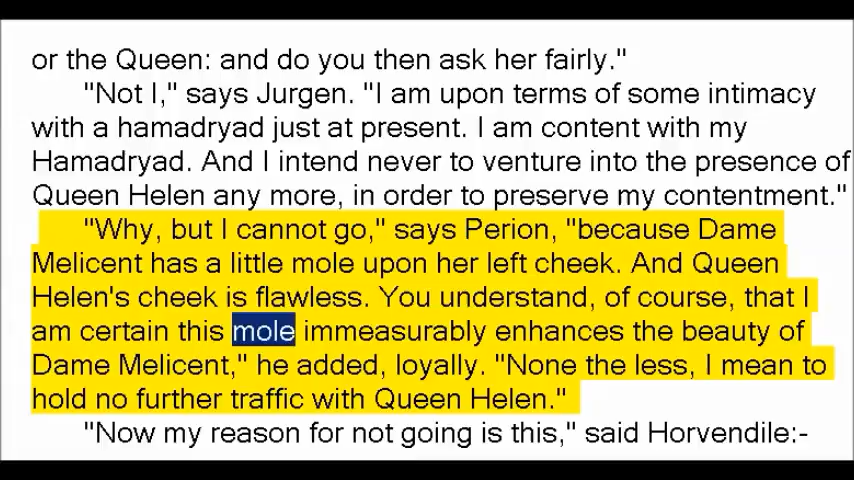 or the Queen: and do you then ask her fairly."
"Not I," says Jurgen. "I am upon terms of some intimacy
with a hamadryad just at present. I am content with my
Hamadryad. And I intend never to venture into the presence of
Queen Helen any more, in order to preserve my contentment."
"Why, but I cannot go," says Perion, "because Dame
Melicent has a little mole upon her left cheek. And Queen
Helen's cheek is flawless. You understand, of course, that I
am certain this mole immeasurably enhances the beauty of
Dame Melicent," he added, loyally. "None the less, I mean to
hold no further traffic with Queen Helen."
"Now my reason for not going is this," said Horvendile:-